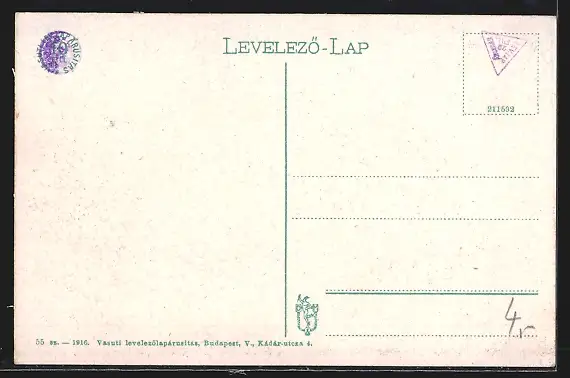 LEVELEZŐ-LAP
211592
4,-
55 sz. — 1916. Vasuti levelezőlapárusitás, Budapest, V., Kádár-utcza 4.